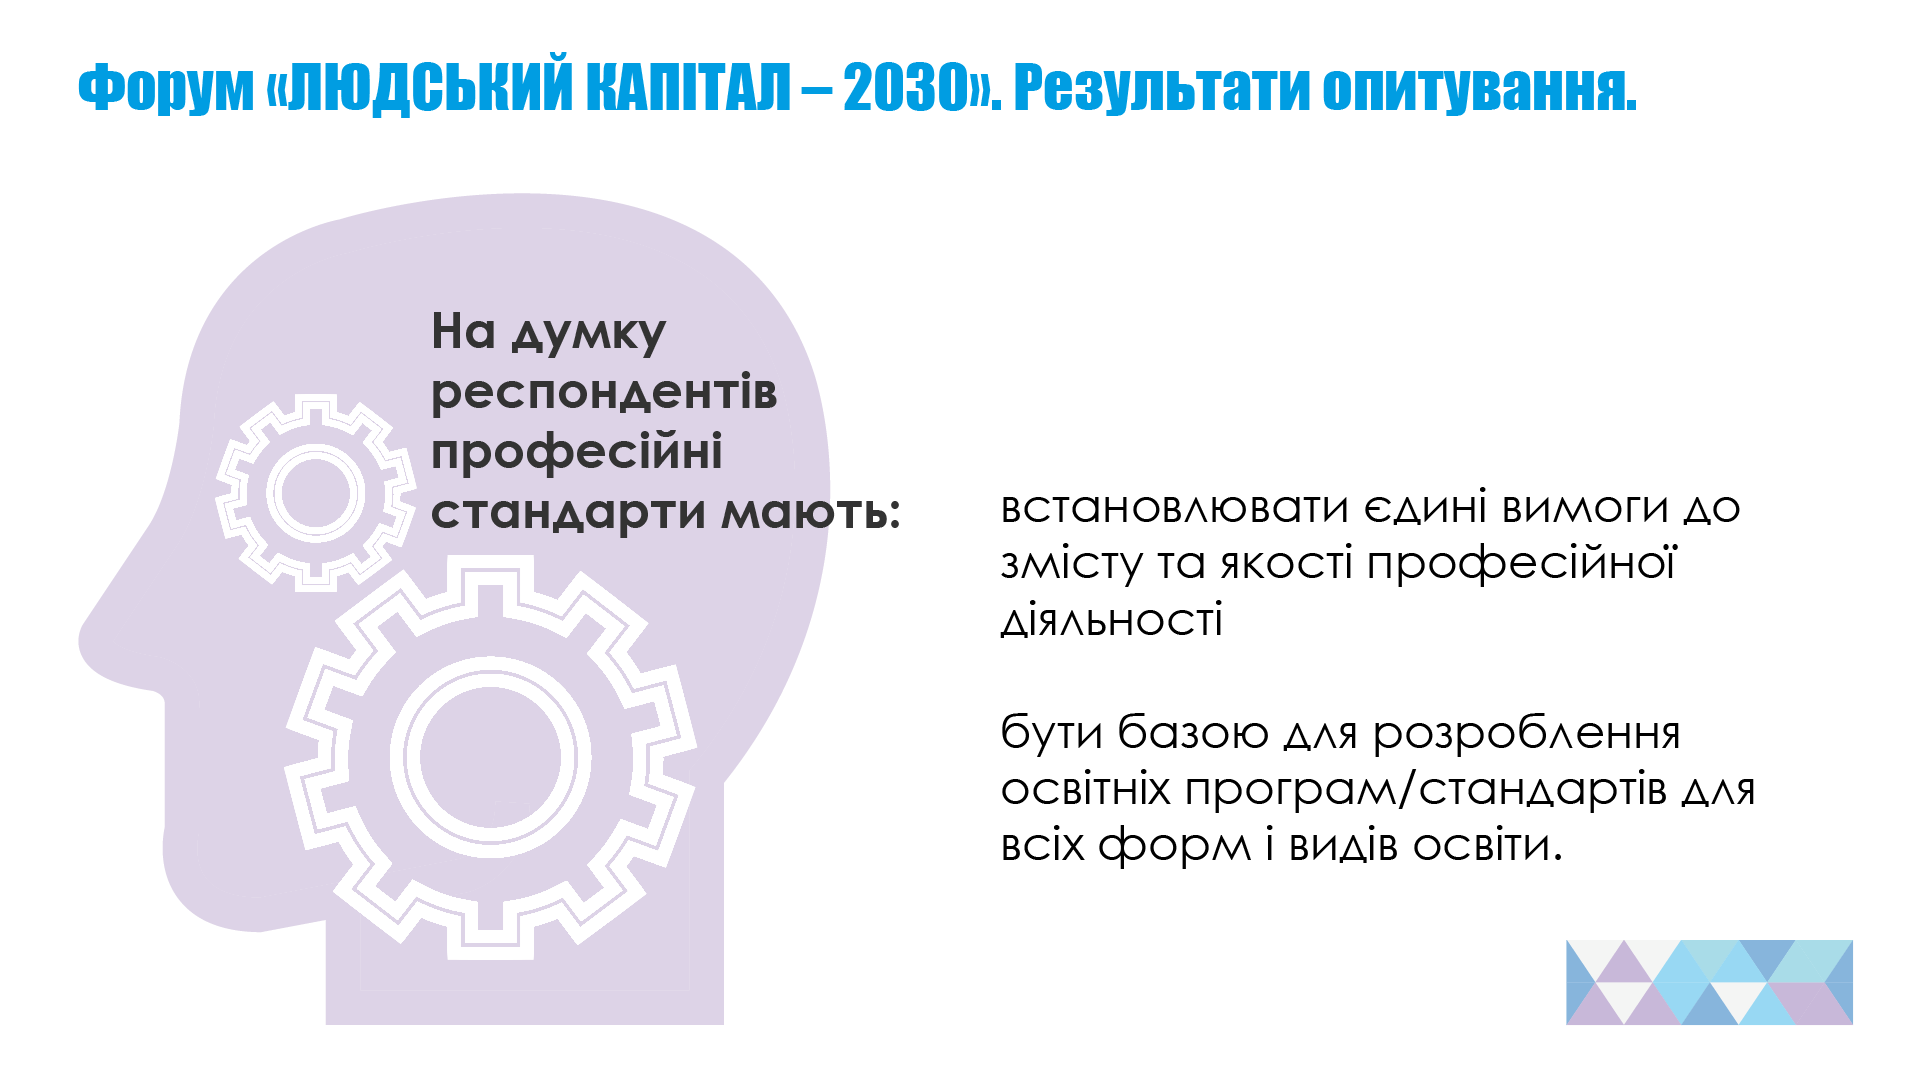 Форум «ЛЮДСЬКИЙ КАПІТАЛ – 2030». Результати опитування.
На думку
респондентів
професійні
стандарти мають:
встановлювати єдині вимоги до
змісту та якості професійної
діяльності
бути базою для розроблення
освітніх програм/стандартів для
всіх форм і видів освіти.